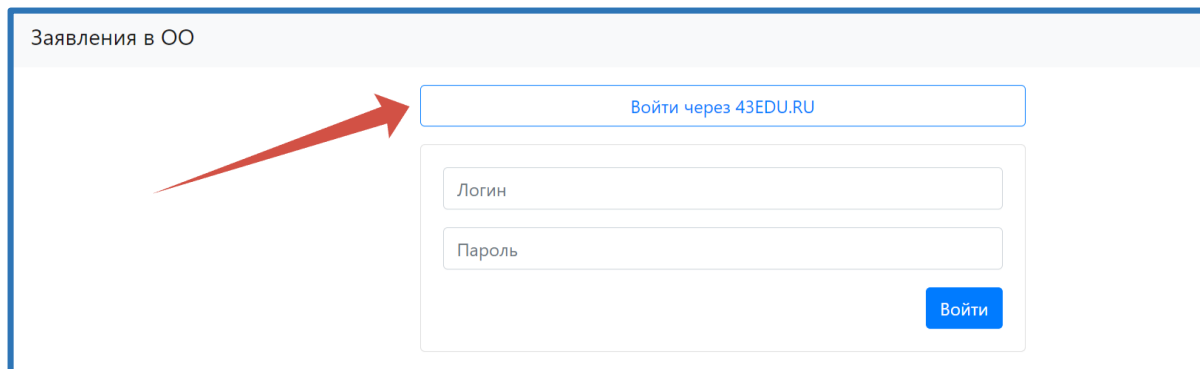 Заявления в ОО
Войти через 43EDU.RU
Логин
Пароль
Войти